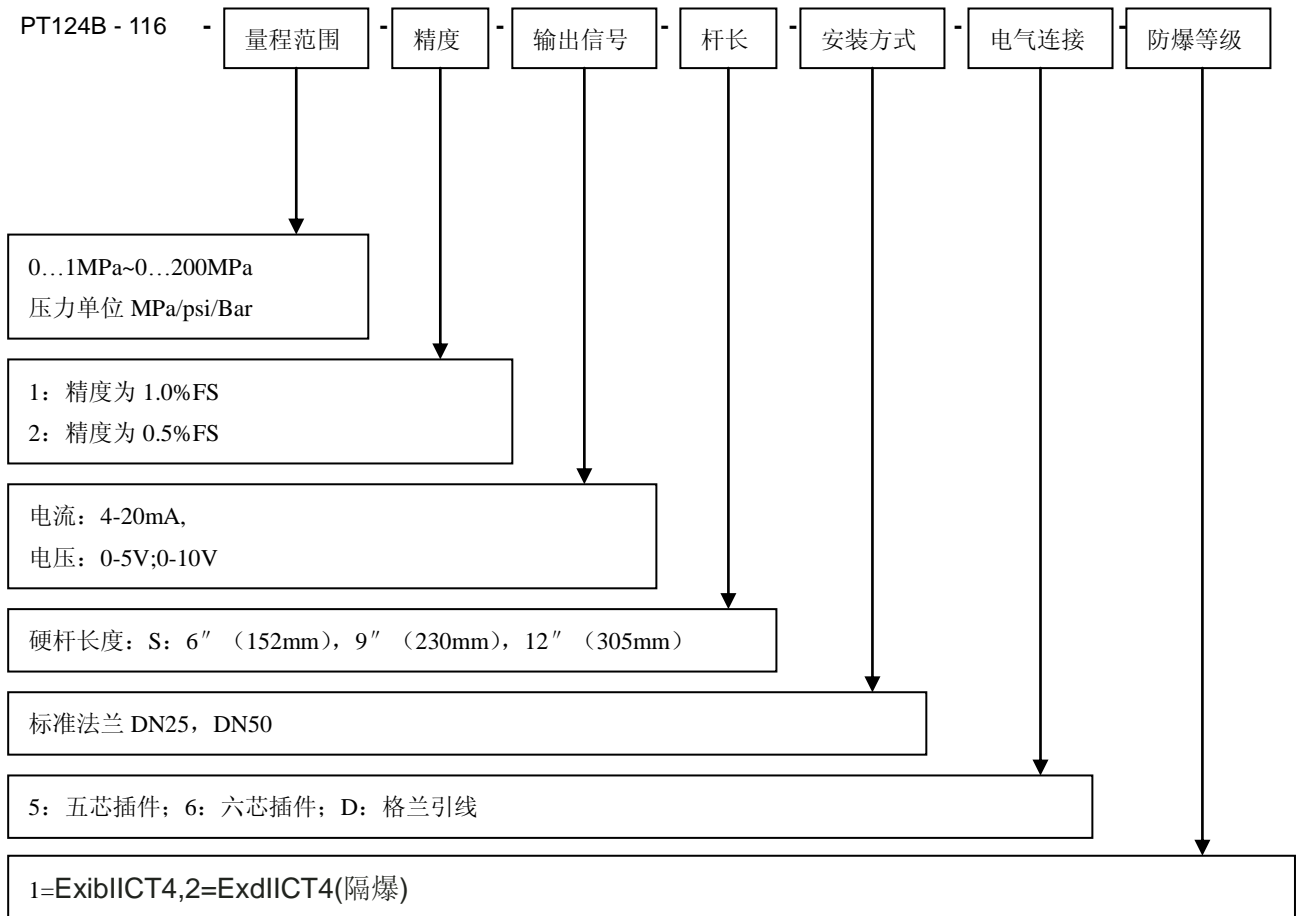 PT124B - 116 - 量程范围 - 精度 - 输出信号 - 杆长 - 安装方式 - 电气连接 - 防爆等级
0…1MPa~0…200MPa
压力单位 MPa/psi/Bar
1：精度为 1.0%FS
2：精度为 0.5%FS
电流：4-20mA,
电压：0-5V;0-10V
硬杆长度：S：6″（152mm），9″（230mm），12″（305mm）
标准法兰 DN25，DN50
5：五芯插件；6：六芯插件；D：格兰引线
1=ExibIICT4,2=ExdIICT4(隔爆)